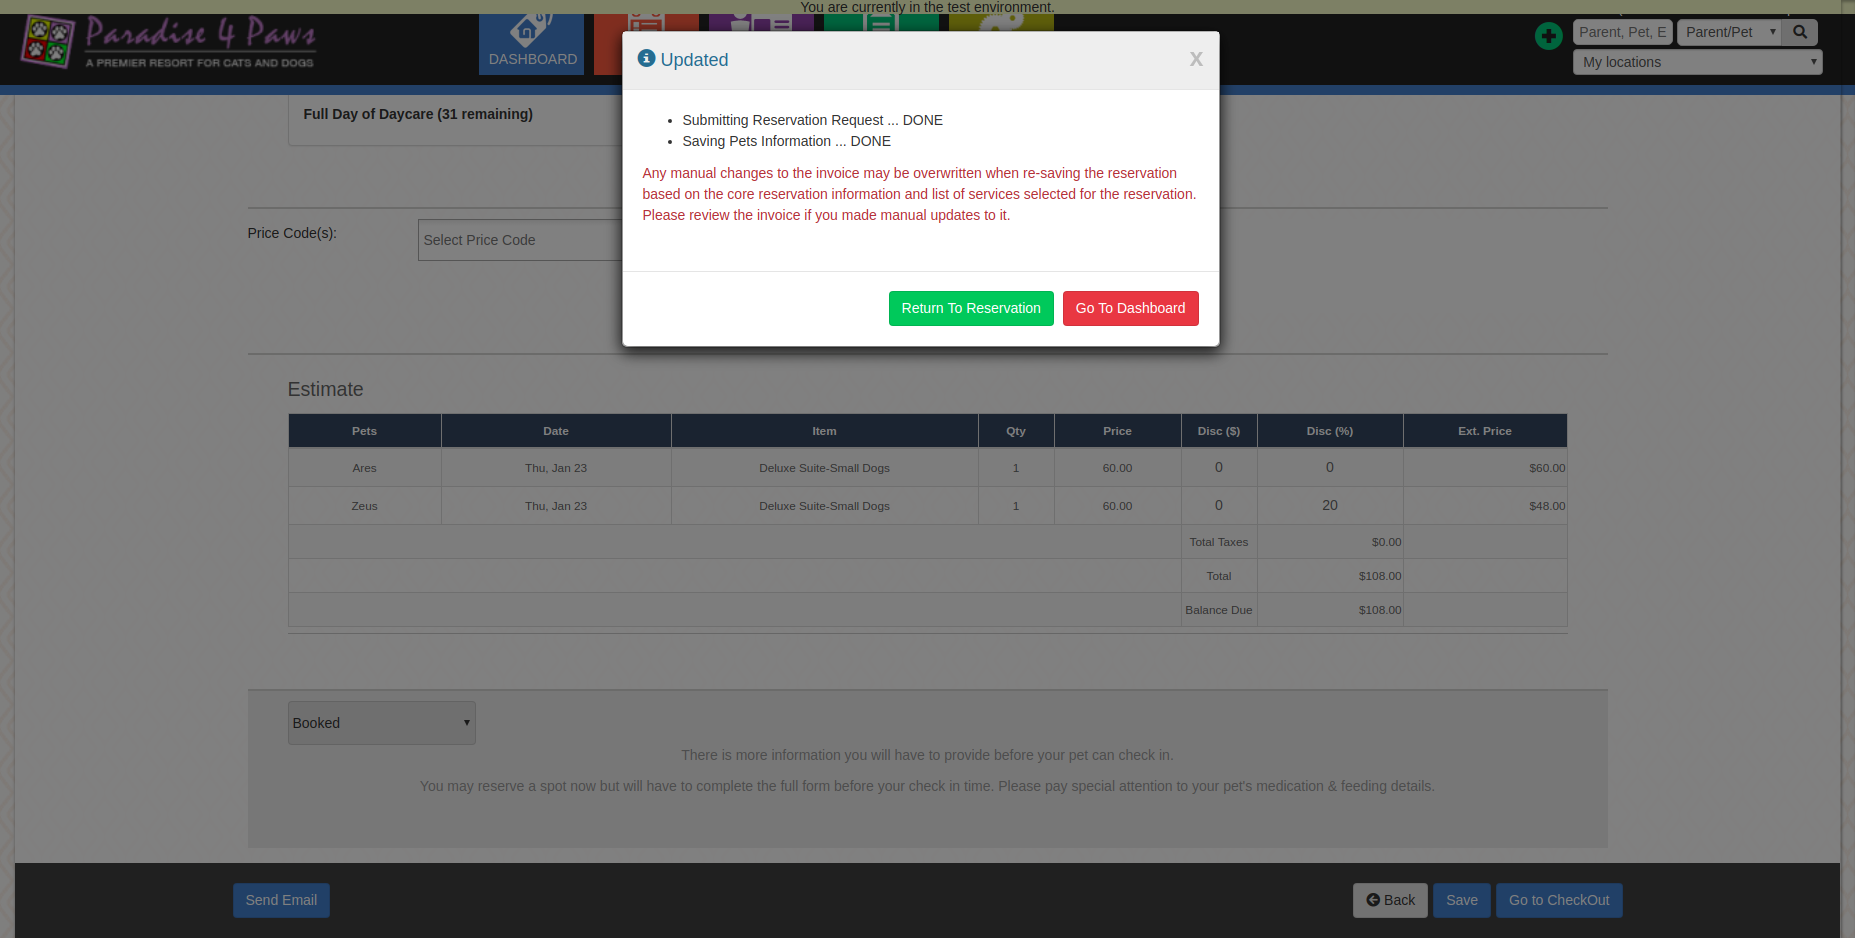 You are currently in the test environment.
Paradise 4 Paws
A PREMIER RESORT FOR CATS AND DOGS
DASHBOARD
Parent, Pet, E
Parent/Pet
My locations
Updated
X
Full Day of Daycare (31 remaining)
Submitting Reservation Request ... DONE
Saving Pets Information ... DONE
Any manual changes to the invoice may be overwritten when re-saving the reservation
based on the core reservation information and list of services selected for the reservation.
Please review the invoice if you made manual updates to it.
Price Code(s):
Select Price Code
Return To Reservation
Go To Dashboard
Estimate
Pets Date Item Qty Price Disc ($) Disc (%) Ext. Price
Ares Thu, Jan 23 Deluxe Suite-Small Dogs 1 60.00 0 0 $60.00
Zeus Thu, Jan 23 Deluxe Suite-Small Dogs 1 60.00 0 20 $48.00
Total Taxes $0.00
Total $108.00
Balance Due $108.00
Booked
There is more information you will have to provide before your pet can check in.
You may reserve a spot now but will have to complete the full form before your check in time. Please pay special attention to your pet's medication & feeding details.
Send Email
Back
Save
Go to CheckOut